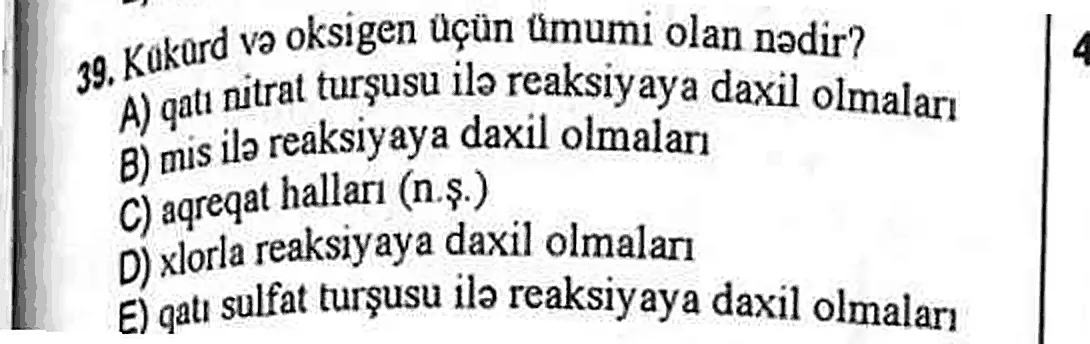 39. Kükürd və oksigen üçün ümumi olan nədir?
A) qatı nitrat turşusu ilə reaksiyaya daxil olmaları
B) mis ilə reaksiyaya daxil olmaları
C) aqreqat halları (n.ş.)
D) xlorla reaksiyaya daxil olmaları
E) qatı sulfat turşusu ilə reaksiyaya daxil olmaları